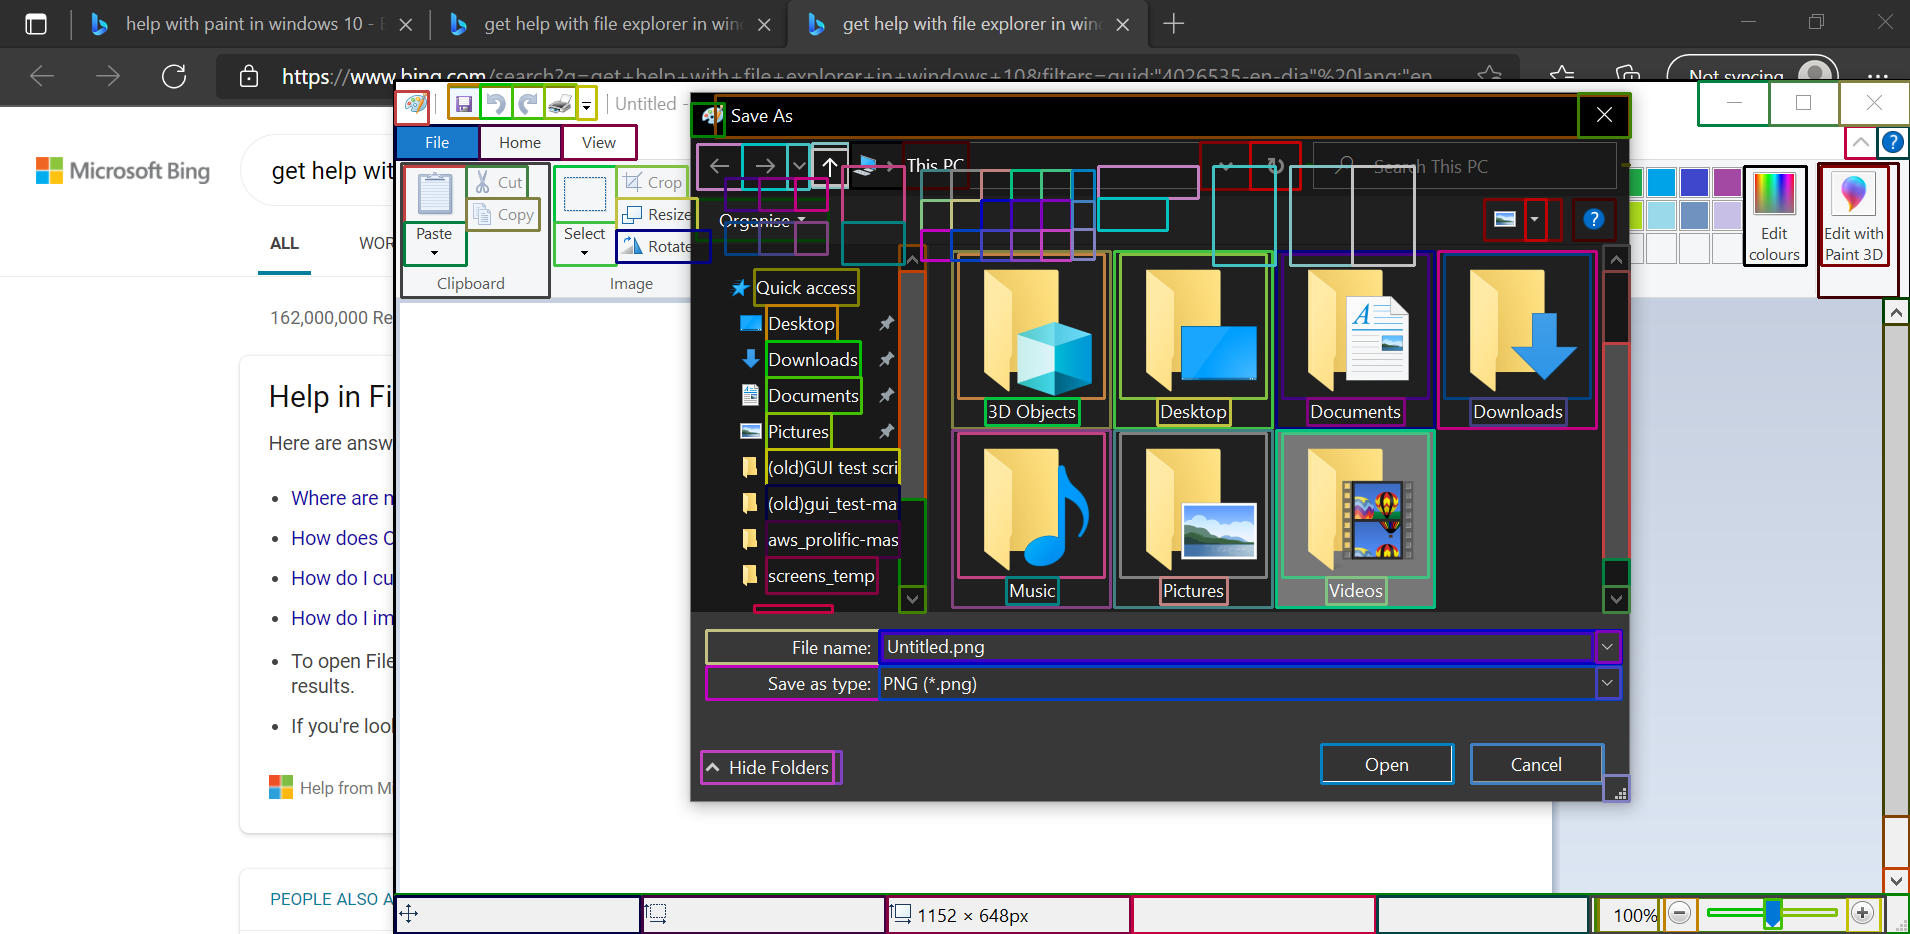 help with paint in windows 10 -
get help with file explorer in win
get help with file explorer in win
https://www.bing.com/search?q=get+help+with+file+explorer+in+windows+10&filters=guid:"4026535-en-dia"%20lang:"en
Not syncing
Microsoft Bing
get help wit
ALL
WOR
162,000,000 Re
Help in Fi
Here are answ
Where are n
How does C
How do I cu
How do I im
To open File
results.
If you're loo
Help from Mi
PEOPLE ALSO A
Untitled -
File
Home
View
Paste
Cut
Copy
Clipboard
Select
Crop
Resize
Rotate
Image
Edit
colours
Edit with
Paint 3D
Save As
This PC
Search This PC
Organise
Quick access
Desktop
Downloads
Documents
Pictures
(old)GUI test scri
(old)gui_test-ma
aws_prolific-mas
screens_temp
3D Objects
Desktop
Documents
Downloads
Music
Pictures
Videos
File name:
Untitled.png
Save as type:
PNG (*.png)
Hide Folders
Open
Cancel
1152 × 648px
100%